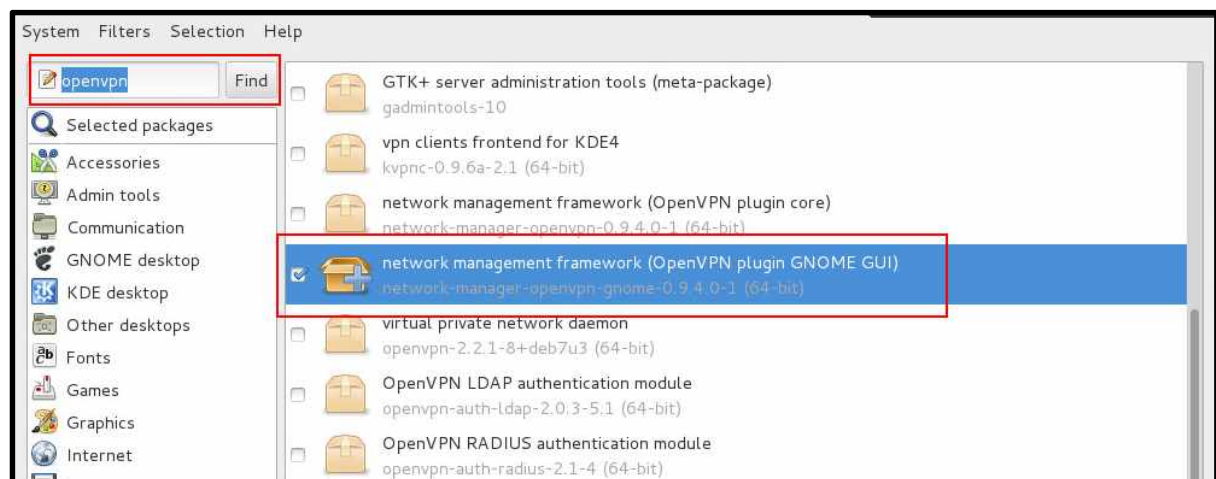 System Filters Selection Help
openvpn Find
Selected packages
Accessories
Admin tools
Communication
GNOME desktop
KDE desktop
Other desktops
Fonts
Games
Graphics
Internet
GTK+ server administration tools (meta-package)
gadmintools-10
vpn clients frontend for KDE4
kvpnc-0.9.6a-2.1 (64-bit)
network management framework (OpenVPN plugin core)
network-manager-openvpn-0.9.4.0-1 (64-bit)
network management framework (OpenVPN plugin GNOME GUI)
network-manager-openvpn-gnome-0.9.4.0-1 (64-bit)
virtual private network daemon
openvpn-2.2.1-8+deb7u3 (64-bit)
OpenVPN LDAP authentication module
openvpn-auth-ldap-2.0.3-5.1 (64-bit)
OpenVPN RADIUS authentication module
openvpn-auth-radius-2.1-4 (64-bit)